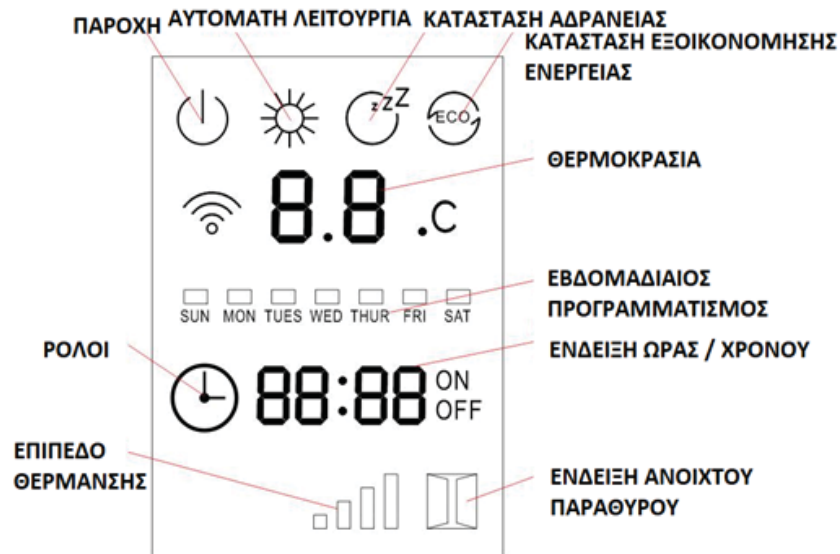 ΠΑΡΟΧΗ ΑΥΤΟΜΑΤΗ ΛΕΙΤΟΥΡΓΙΑ ΚΑΤΑΣΤΑΣΗ ΑΔΡΑΝΕΙΑΣ
ΚΑΤΑΣΤΑΣΗ ΕΞΟΙΚΟΝΟΜΗΣΗΣ
ΕΝΕΡΓΕΙΑΣ
zzZ ECO
ΘΕΡΜΟΚΡΑΣΙΑ
8.8 .C
ΕΒΔΟΜΑΔΙΑΙΟΣ
ΠΡΟΓΡΑΜΜΑΤΙΣΜΟΣ
SUN MON TUES WED THUR FRI SAT
ΡΟΛΟΙ
ΕΝΔΕΙΞΗ ΩΡΑΣ / ΧΡΟΝΟΥ
88:88 ON
OFF
ΕΠΙΠΕΔΟ
ΘΕΡΜΑΝΣΗΣ
ΕΝΔΕΙΞΗ ΑΝΟΙΧΤΟΥ
ΠΑΡΑΘΥΡΟΥ